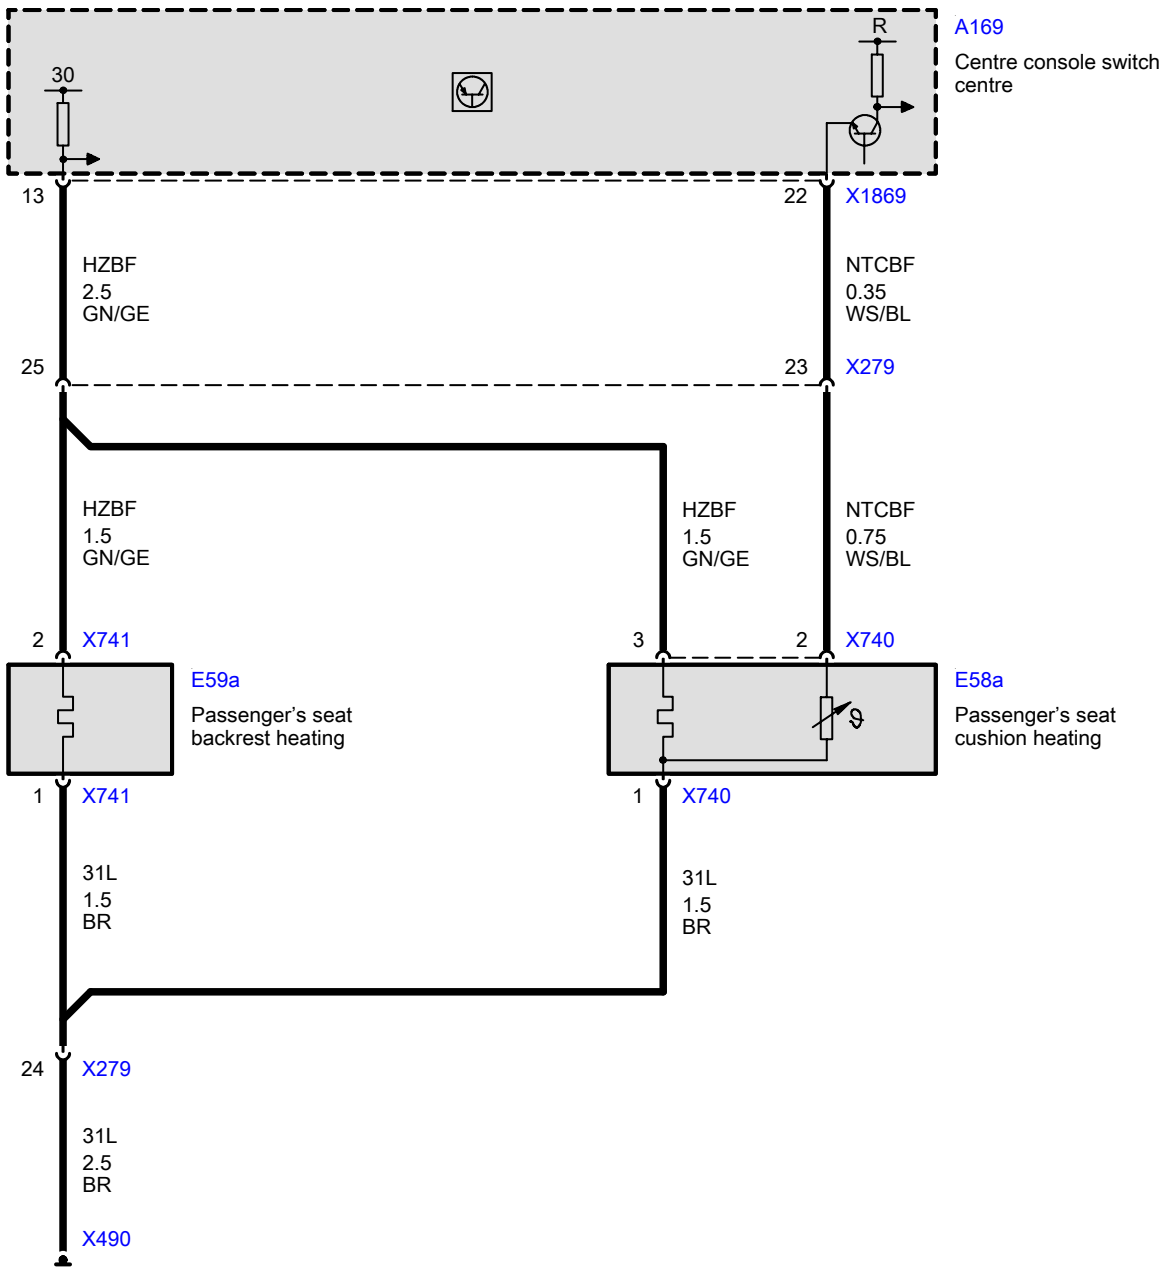 R
A169
Centre console switch
centre
30
13
22
X1869
HZBF
2.5
GN/GE
NTCBF
0.35
WS/BL
25
23
X279
HZBF
1.5
GN/GE
HZBF
1.5
GN/GE
NTCBF
0.75
WS/BL
2
X741
3
2
X740
E59a
Passenger’s seat
backrest heating
ϑ
E58a
Passenger’s seat
cushion heating
1
X741
1
X740
31L
1.5
BR
31L
1.5
BR
24
X279
31L
2.5
BR
X490